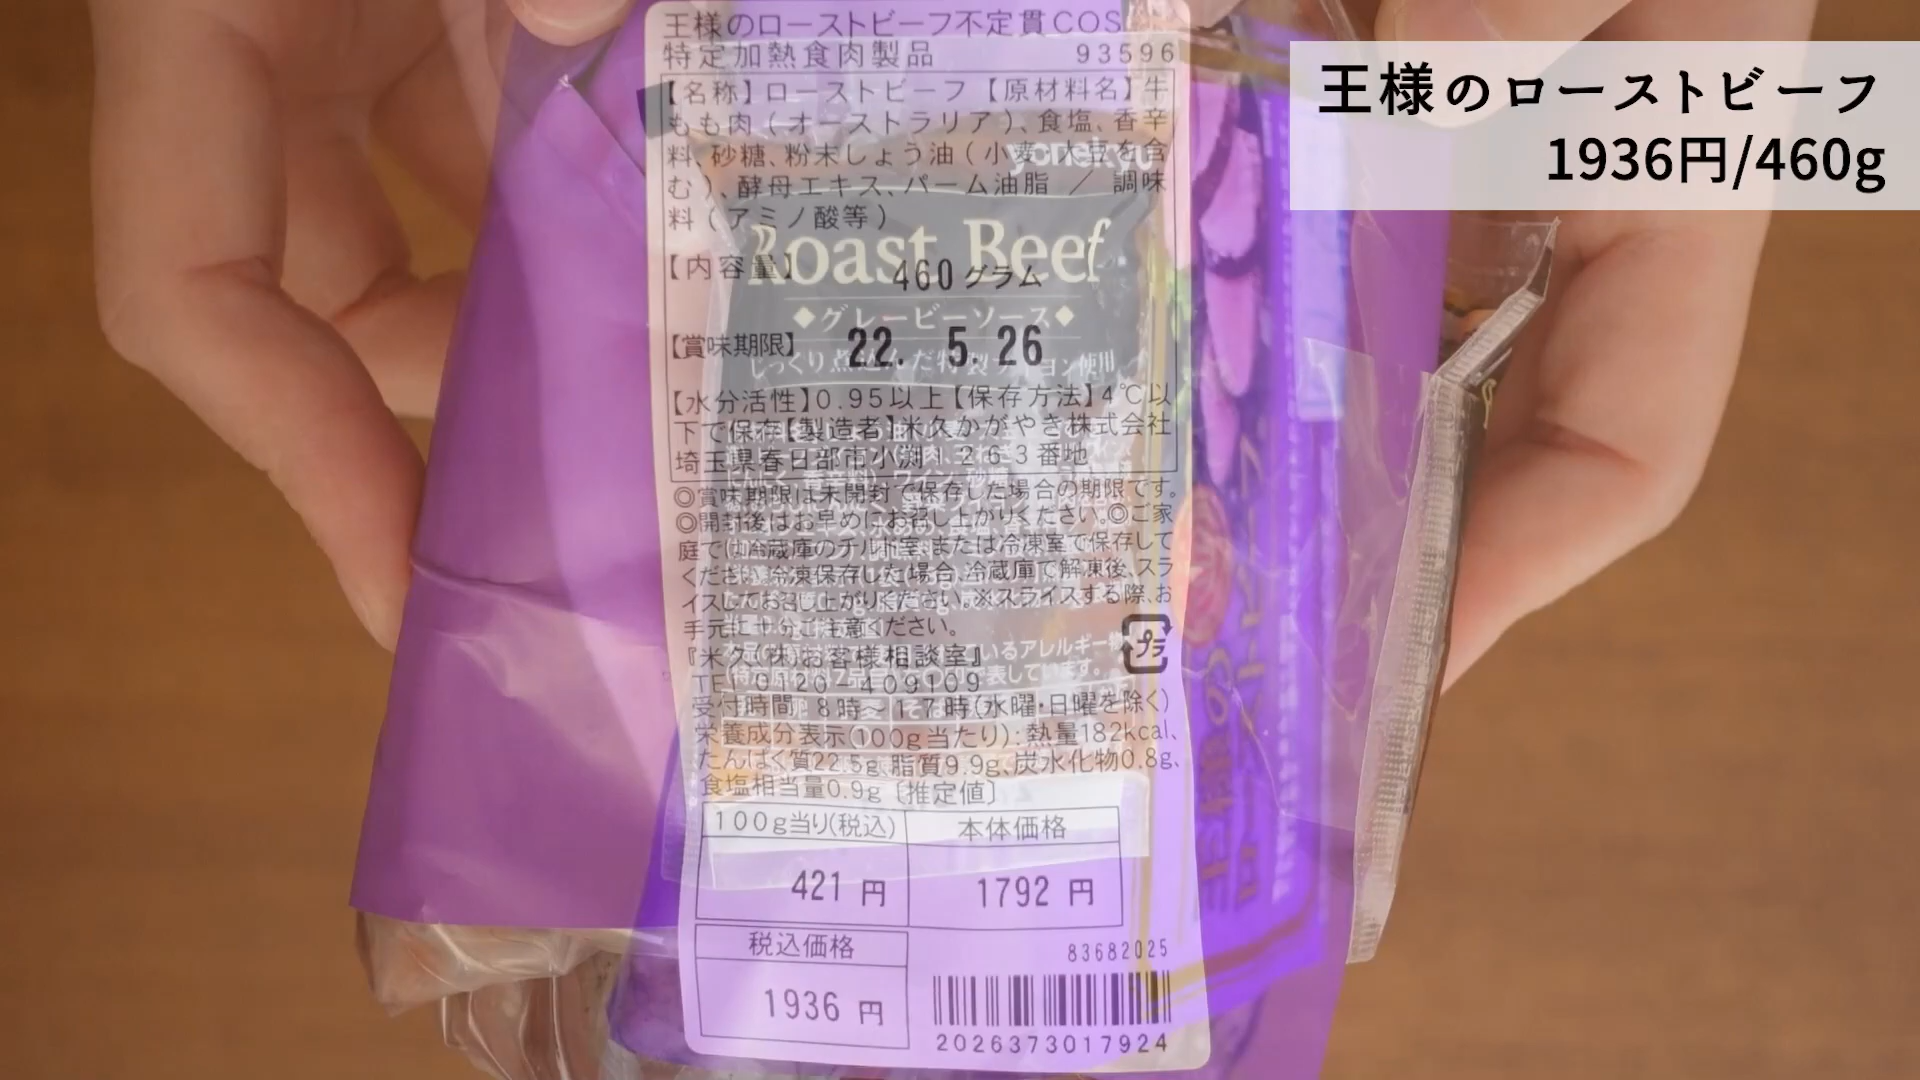 王様のローストビーフ不定貫COS
特定加熱食肉製品 93596
【名称】ローストビーフ【原材料名】牛
もも肉(オーストラリア)、食塩、香辛
料、砂糖、粉末しょう油(小麦、大豆を含
む)、酵母エキス、パーム油脂 / 調味
料(アミノ酸等)
Roast Beef
【内容量】 460グラム
◆グレービーソース◆
【賞味期限】 22. 5. 26
【水分活性】0.95以上【保存方法】4℃以
下で保存【製造者】米久かがやき株式会社
埼玉県春日部市小渕1263番地
◎賞味期限は未開封で保存した場合の期限です。
◎開封後はお早めにお召し上がりください。◎ご家
庭では冷蔵庫のチルド室、または冷凍室で保存して
ください。冷凍保存した場合、冷蔵庫で解凍後、スラ
イスしてお召し上がりください。※スライスする際、お
手元に十分ご注意ください。
『米久(株)お客様相談室』
TEL 0120-409109
受付時間 8時~17時(水曜・日曜を除く)
栄養成分表示(100g当たり):熱量182kcal、
たんぱく質22.5g、脂質9.9g、炭水化物0.8g、
食塩相当量0.9g〔推定値〕
プラ
100g当り(税込) 本体価格
421 円 1792 円
税込価格 83682025
1936 円
2026373017924
王様のローストビーフ
1936円/460g